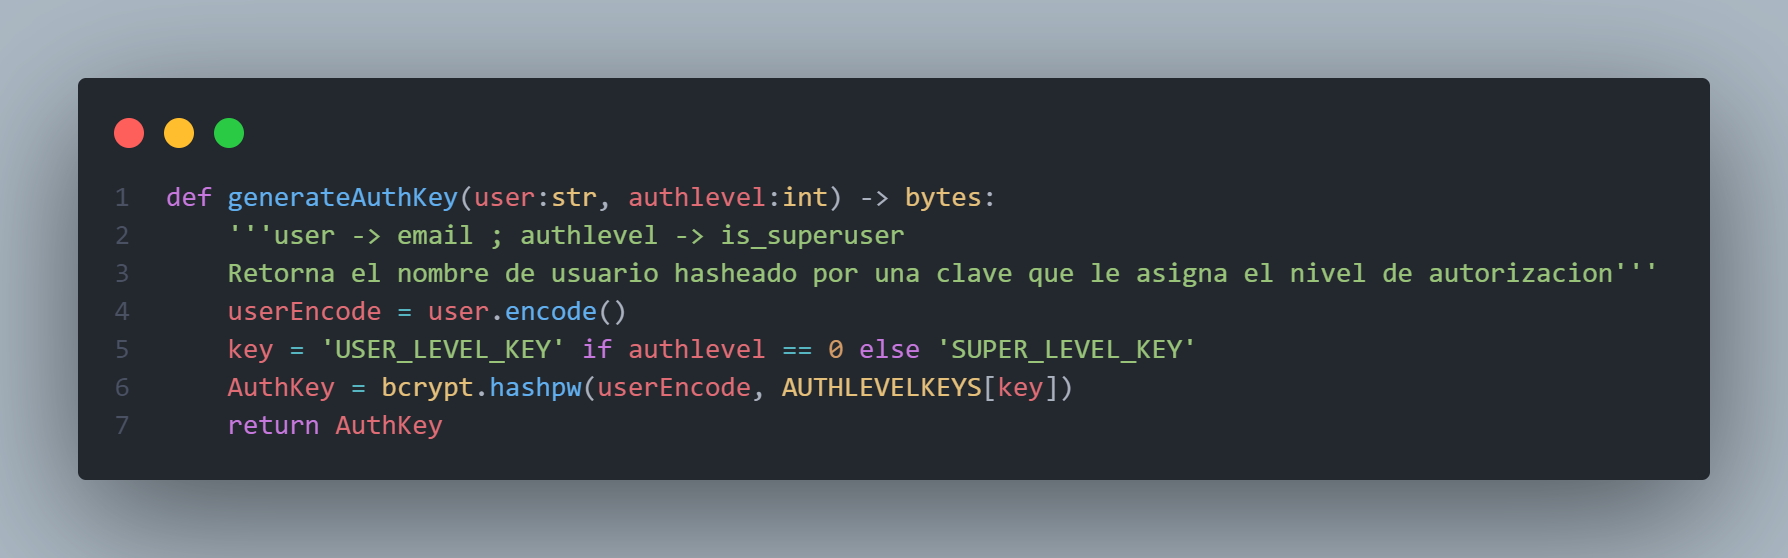 1 def generateAuthKey(user:str, authlevel:int) -> bytes:
2     '''user -> email ; authlevel -> is_superuser
3     Retorna el nombre de usuario hasheado por una clave que le asigna el nivel de autorizacion'''
4     userEncode = user.encode()
5     key = 'USER_LEVEL_KEY' if authlevel == 0 else 'SUPER_LEVEL_KEY'
6     AuthKey = bcrypt.hashpw(userEncode, AUTHLEVELKEYS[key])
7     return AuthKey